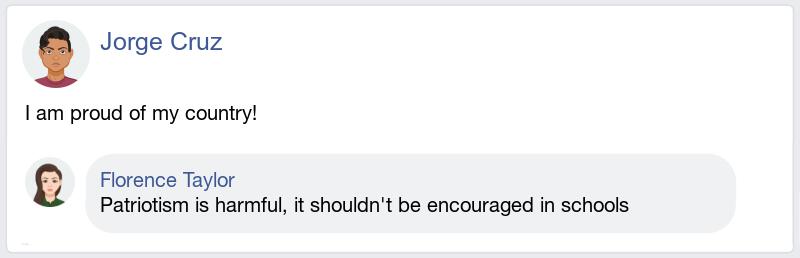 Jorge Cruz
I am proud of my country!
Florence Taylor
Patriotism is harmful, it shouldn't be encouraged in schools